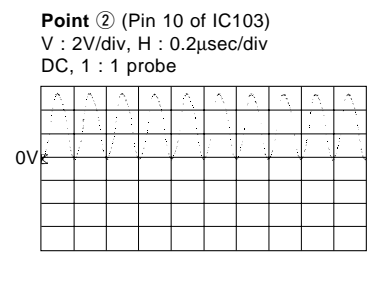 Point ② (Pin 10 of IC103)
V : 2V/div, H : 0.2μsec/div
DC, 1 : 1 probe
0V